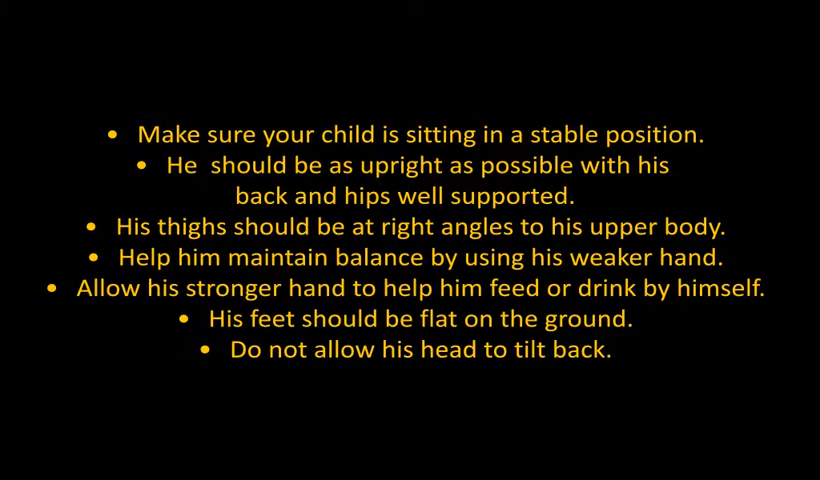 • Make sure your child is sitting in a stable position.
• He  should be as upright as possible with his
back and hips well supported.
• His thighs should be at right angles to his upper body.
• Help him maintain balance by using his weaker hand.
• Allow his stronger hand to help him feed or drink by himself.
• His feet should be flat on the ground.
• Do not allow his head to tilt back.